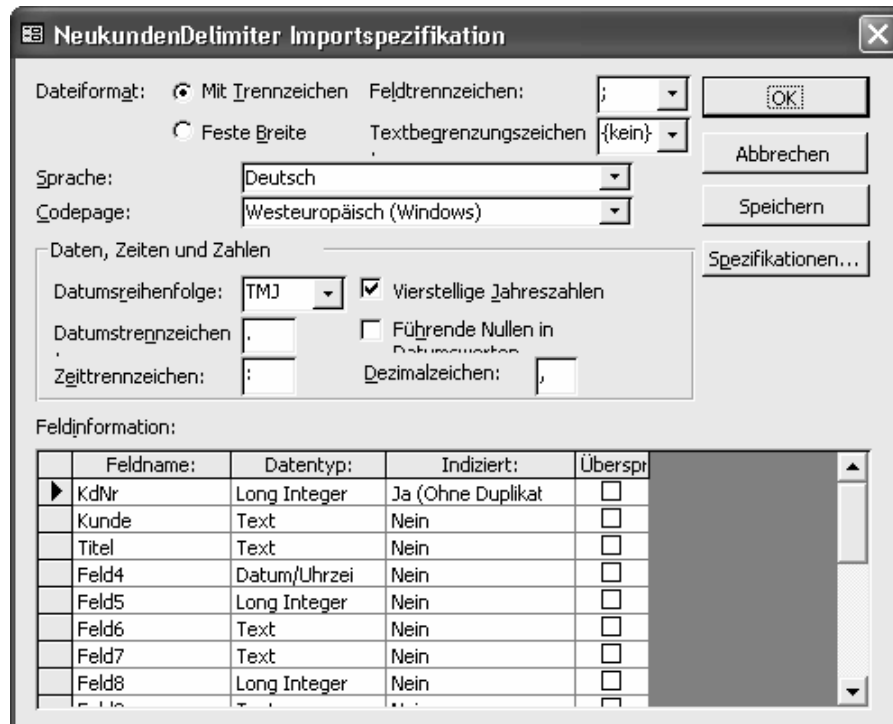 NeukundenDelimiter Importspezifikation
Dateiformat: Mit Trennzeichen Feldtrennzeichen: ; OK
Feste Breite Textbegrenzungszeichen {kein}
Abbrechen
Sprache: Deutsch
Codepage: Westeuropäisch (Windows) Speichern
Daten, Zeiten und Zahlen Spezifikationen...
Datumsreihenfolge: TMJ Vierstellige Jahreszahlen
Datumstrennzeichen . Führende Nullen in
Zeittrennzeichen: : Dezimalzeichen: ,
Feldinformation:
Feldname: Datentyp: Indiziert: Überspr
KdNr Long Integer Ja (Ohne Duplikat
Kunde Text Nein
Titel Text Nein
Feld4 Datum/Uhrzei Nein
Feld5 Long Integer Nein
Feld6 Text Nein
Feld7 Text Nein
Feld8 Long Integer Nein